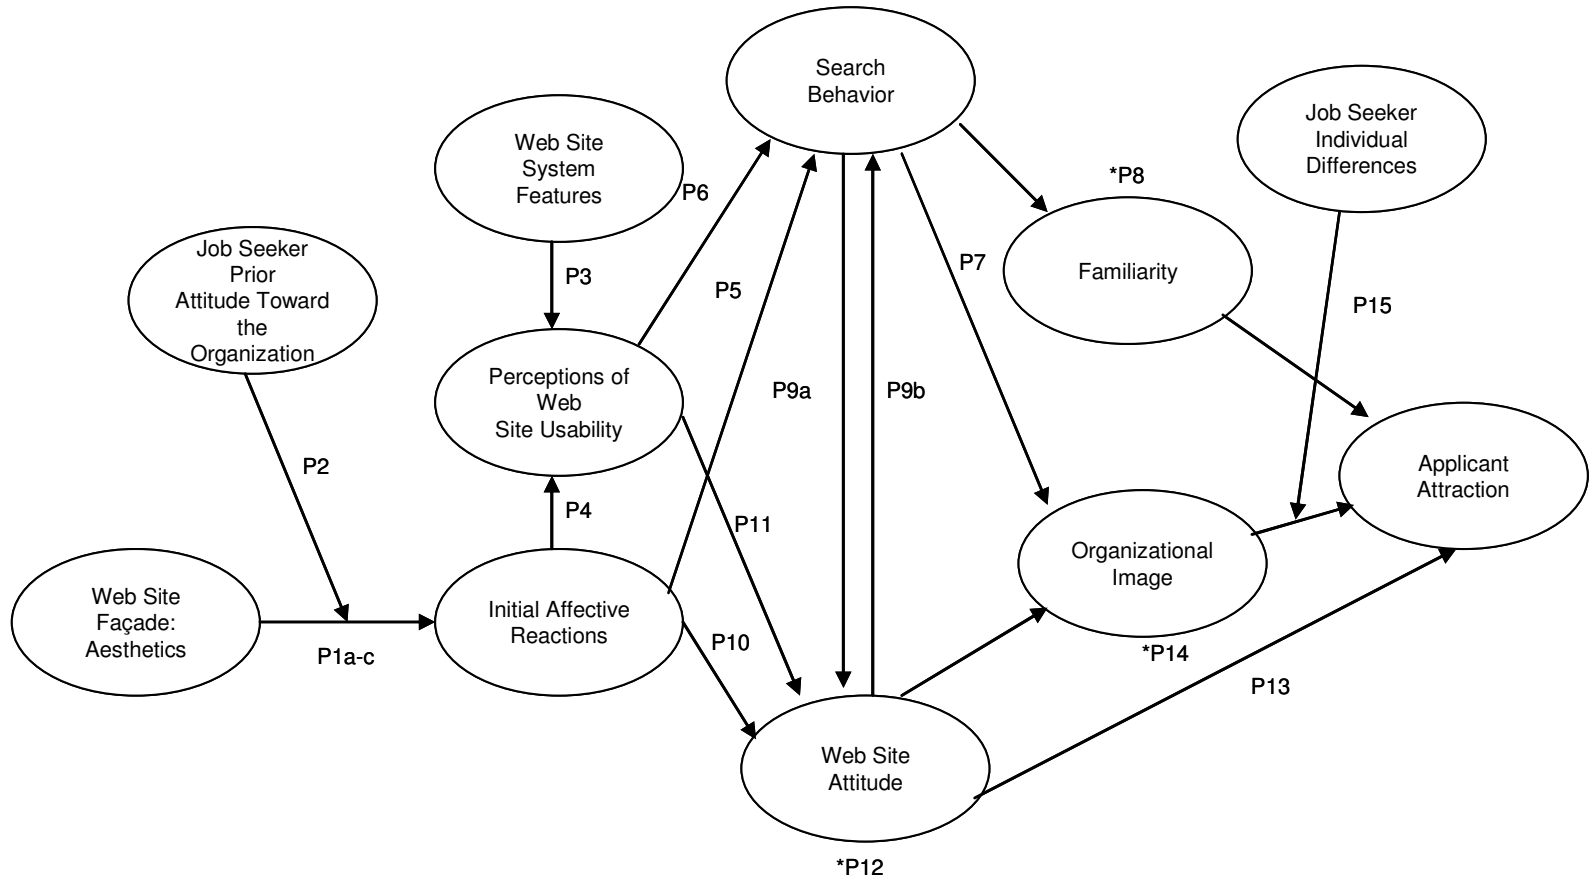 Search
Behavior
Job Seeker
Individual
Differences
Web Site
System
Features
P6
*P8
Job Seeker
Prior
Attitude Toward
the
Organization
P3
P5
P7
Familiarity
P15
Perceptions of
Web
Site Usability
P9a
P9b
P2
Applicant
Attraction
P4
P11
Web Site
Façade:
Aesthetics
P1a-c
Initial Affective
Reactions
P10
Organizational
Image
*P14
P13
Web Site
Attitude
*P12